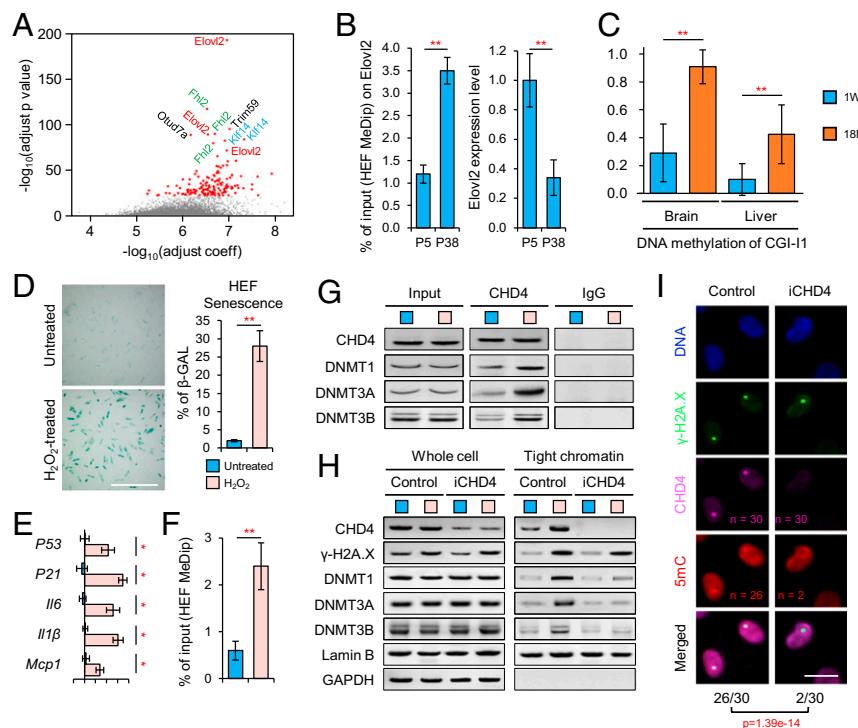 A
-log10(adjust p value)
200
150
100
50
0
Elovl2
Fhl2
Otud7a
Elovl2
Fhl2
Trim59
Klf14
Klf14
Fhl2
Elovl2
4
5
6
7
8
-log10(adjust coeff)
B
% of input (HEF MeDip) on Elovl2
4.0
3.5
3.0
2.5
2.0
1.5
1.0
0.5
0.0
**
P5 P38
Elovl2 expression level
1.2
1.0
0.8
0.6
0.4
0.2
0.0
**
P5 P38
C
1.0
0.8
0.6
0.4
0.2
0.0
**
**
Brain
Liver
DNA methylation of CGI-I1
1W
18
D
Untreated
H2O2-treated
HEF
Senescence
% of β-GAL
35
30
25
20
15
10
5
0
**
Untreated
H2O2
E
P53 *
P21 *
Il6 *
Il1β *
Mcp1 *
F
% of input (HEF MeDip)
3
2
1
0
**
G
Input CHD4 IgG
CHD4
DNMT1
DNMT3A
DNMT3B
H
Whole cell Tight chromatin
Control iCHD4 Control iCHD4
CHD4
γ-H2A.X
DNMT1
DNMT3A
DNMT3B
Lamin B
GAPDH
I
Control iCHD4
DNA
γ-H2A.X
CHD4
n = 30 n = 30
5mC
n = 26 n = 2
Merged
26/30 2/30
p=1.39e-14